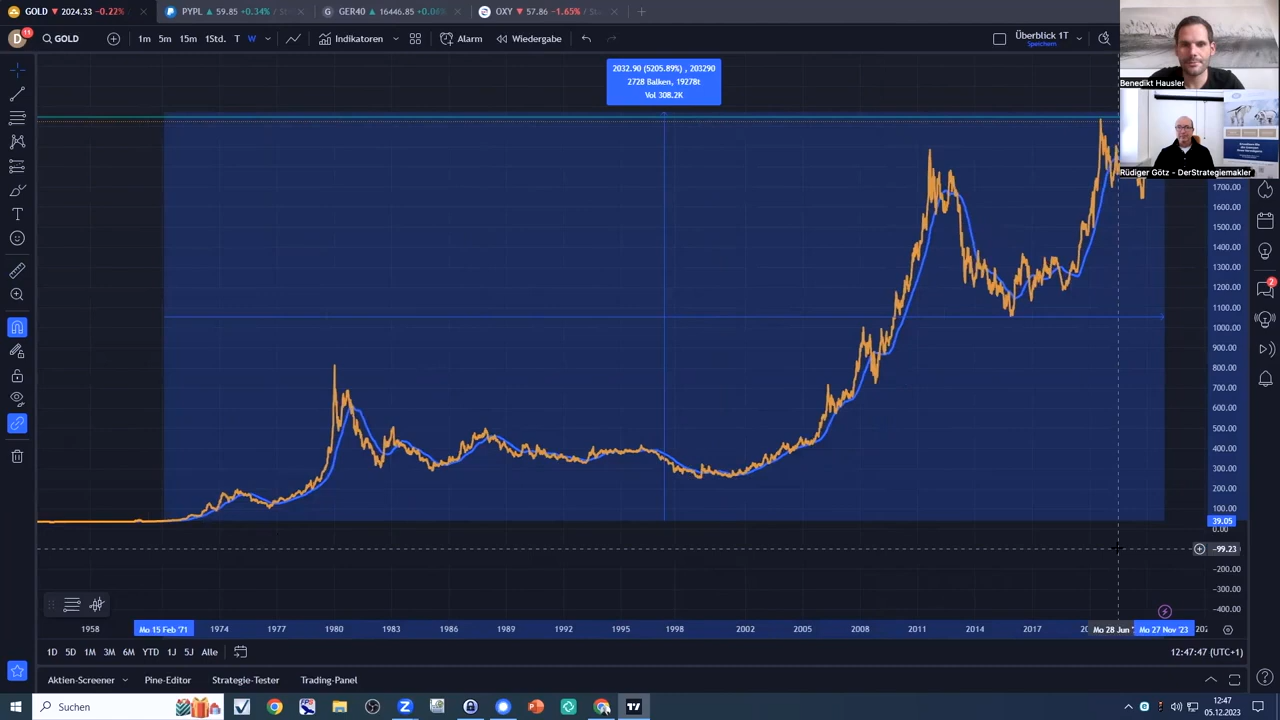 GOLD ▼ 2024.33 −0.22%
PYPL ▲ 59.85 +0.34% / St
GER40 ▲ 16446.85 +0.06%
OXY ▼ 57.86 −1.65% / St
D 11 GOLD 1m 5m 15m 1Std. T W Indikatoren Alarm Wiedergabe Überblick 1T
Speichern
2032.90 (5205.89%) , 203290
2728 Balken, 19278t
Vol 308.2K
Benedikt Hausler
Rüdiger Götz - DerStrategiemakler
1700.00
1600.00
1500.00
1400.00
1300.00
1200.00
1100.00
1000.00
900.00
800.00
700.00
600.00
500.00
400.00
300.00
200.00
100.00
39.05
0.00
−99.23
−200.00
−300.00
−400.00
2
1958 Mo 15 Feb '71 1974 1977 1980 1983 1986 1989 1992 1995 1998 2002 2005 2008 2011 2014 2017 Mo 28 Jun Mo 27 Nov '23
1D 5D 1M 3M 6M YTD 1J 5J Alle 12:47:47 (UTC+1)
Aktien-Screener Pine-Editor Strategie-Tester Trading-Panel
Suchen
12:47
05.12.2023